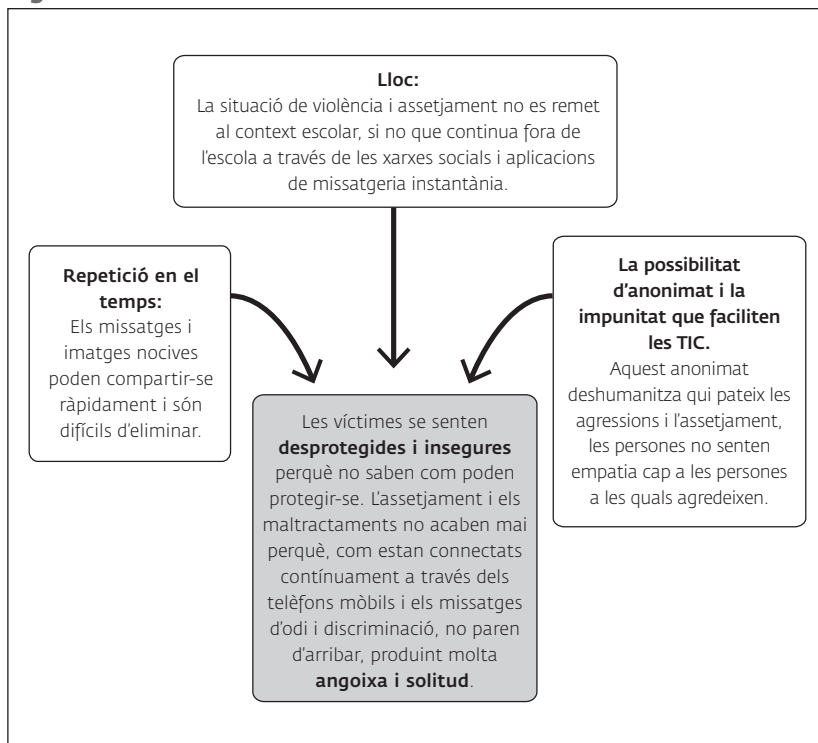 Lloc:
La situació de violència i assetjament no es remet
al context escolar, si no que continua fora de
l'escola a través de les xarxes socials i aplicacions
de missatgeria instantània.
Repetició en el
temps:
Els missatges i
imatges nocives
poden compartir-se
ràpidament i són
difícils d'eliminar.
La possibilitat
d'anonimat i la
impunitat que faciliten
les TIC.
Aquest anonimat
deshumanitza qui pateix les
agressions i l'assetjament,
les persones no senten
empatia cap a les persones
a les quals agredeixen.
Les víctimes se senten
desprotegides i insegures
perquè no saben com poden
protegir-se. L'assetjament i els
maltractaments no acaben mai
perquè, com estan connectats
contínuament a través dels
telèfons mòbils i els missatges
d'odi i discriminació, no paren
d'arribar, produint molta
angoixa i solitud.